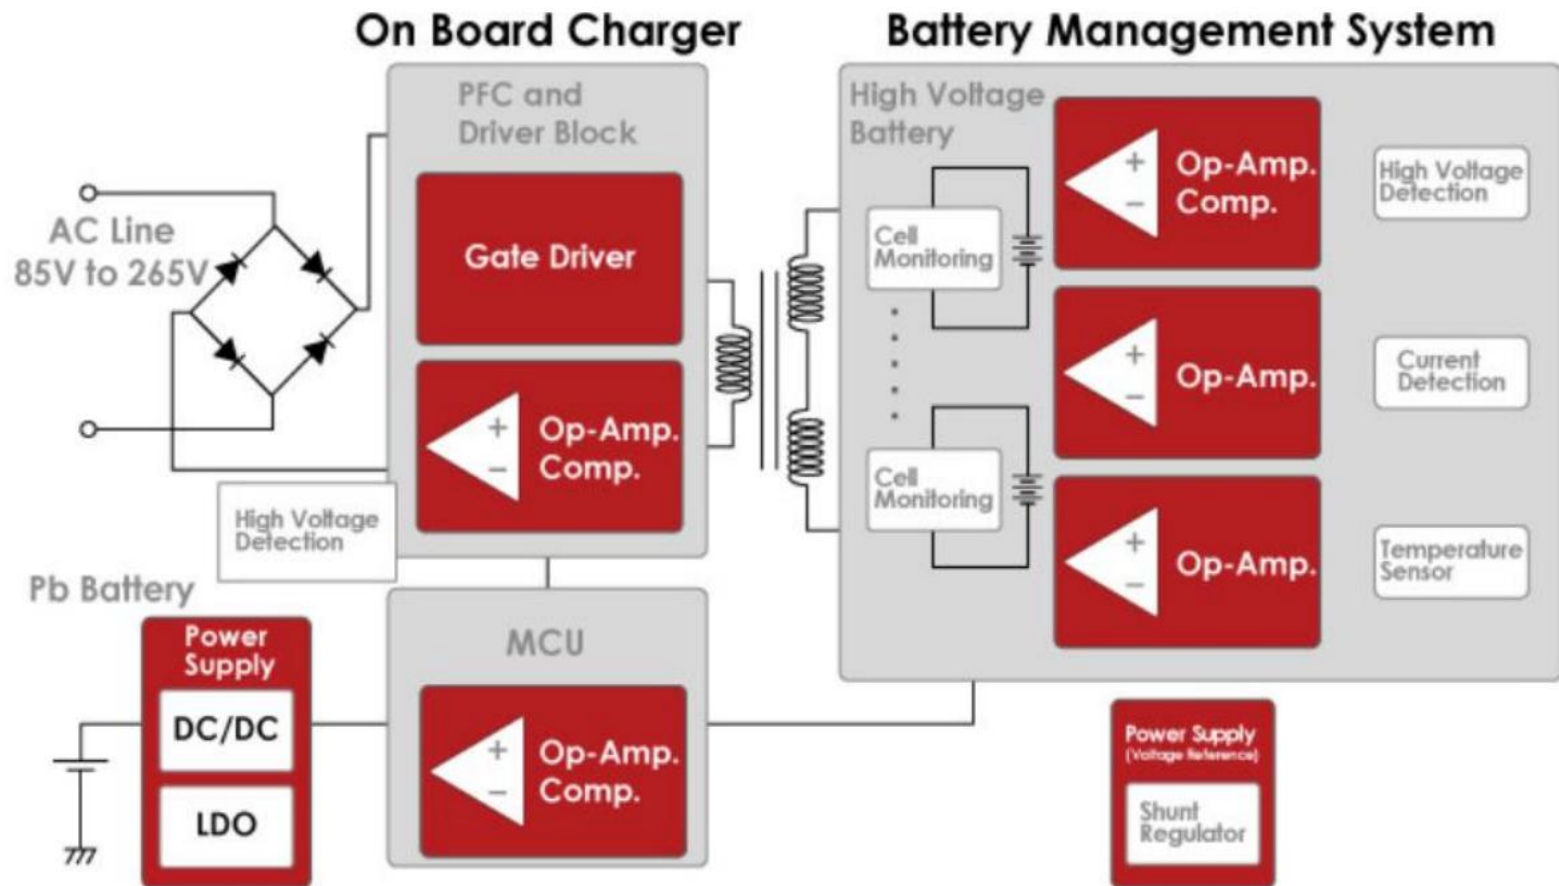 On Board Charger
Battery Management System
PFC and
Driver Block
Gate Driver
+
−
Op-Amp.
Comp.
AC Line
85V to 265V
High Voltage
Detection
High Voltage
Battery
Cell
Monitoring
Cell
Monitoring
+
−
Op-Amp.
Comp.
High Voltage
Detection
+
−
Op-Amp.
Current
Detection
+
−
Op-Amp.
Temperature
Sensor
Pb Battery
Power
Supply
DC/DC
LDO
MCU
+
−
Op-Amp.
Comp.
Power Supply
(Voltage Reference)
Shunt
Regulator